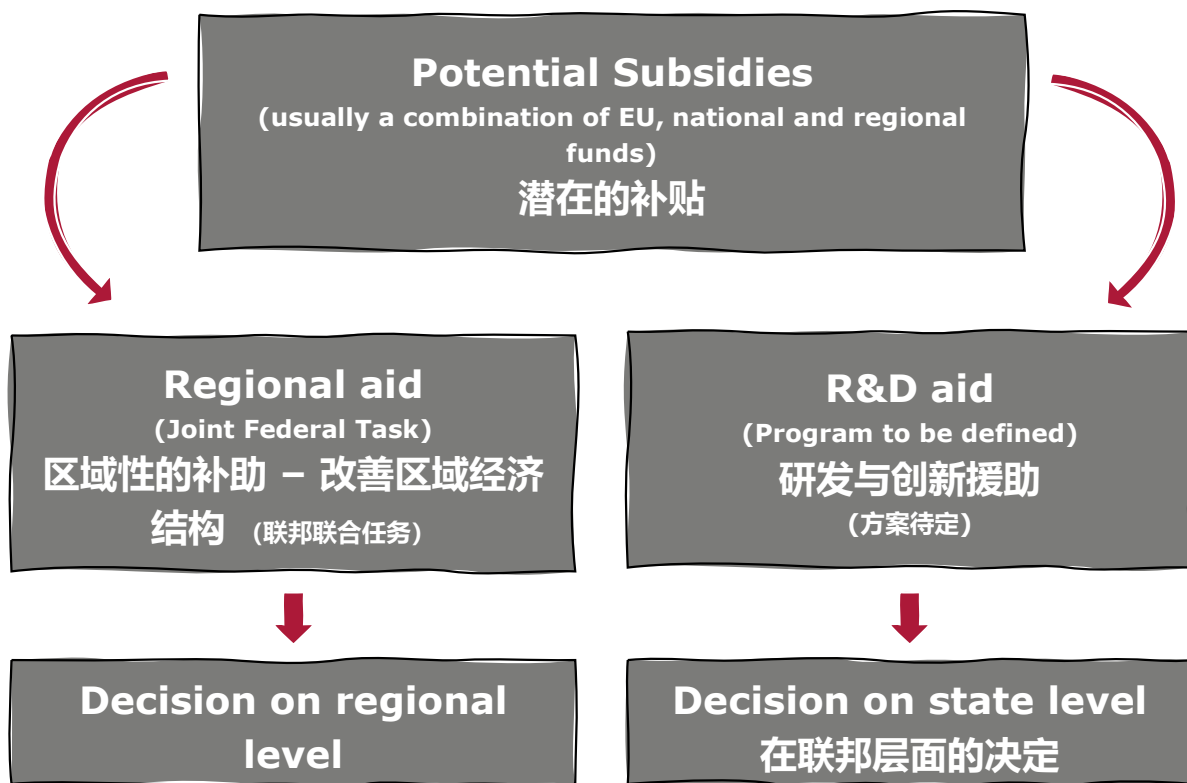 Potential Subsidies
(usually a combination of EU, national and regional
funds)
潜在的补贴
Regional aid
(Joint Federal Task)
区域性的补助 – 改善区域经济
结构 (联邦联合任务)
R&D aid
(Program to be defined)
研发与创新援助
(方案待定)
Decision on regional
level
Decision on state level
在联邦层面的决定